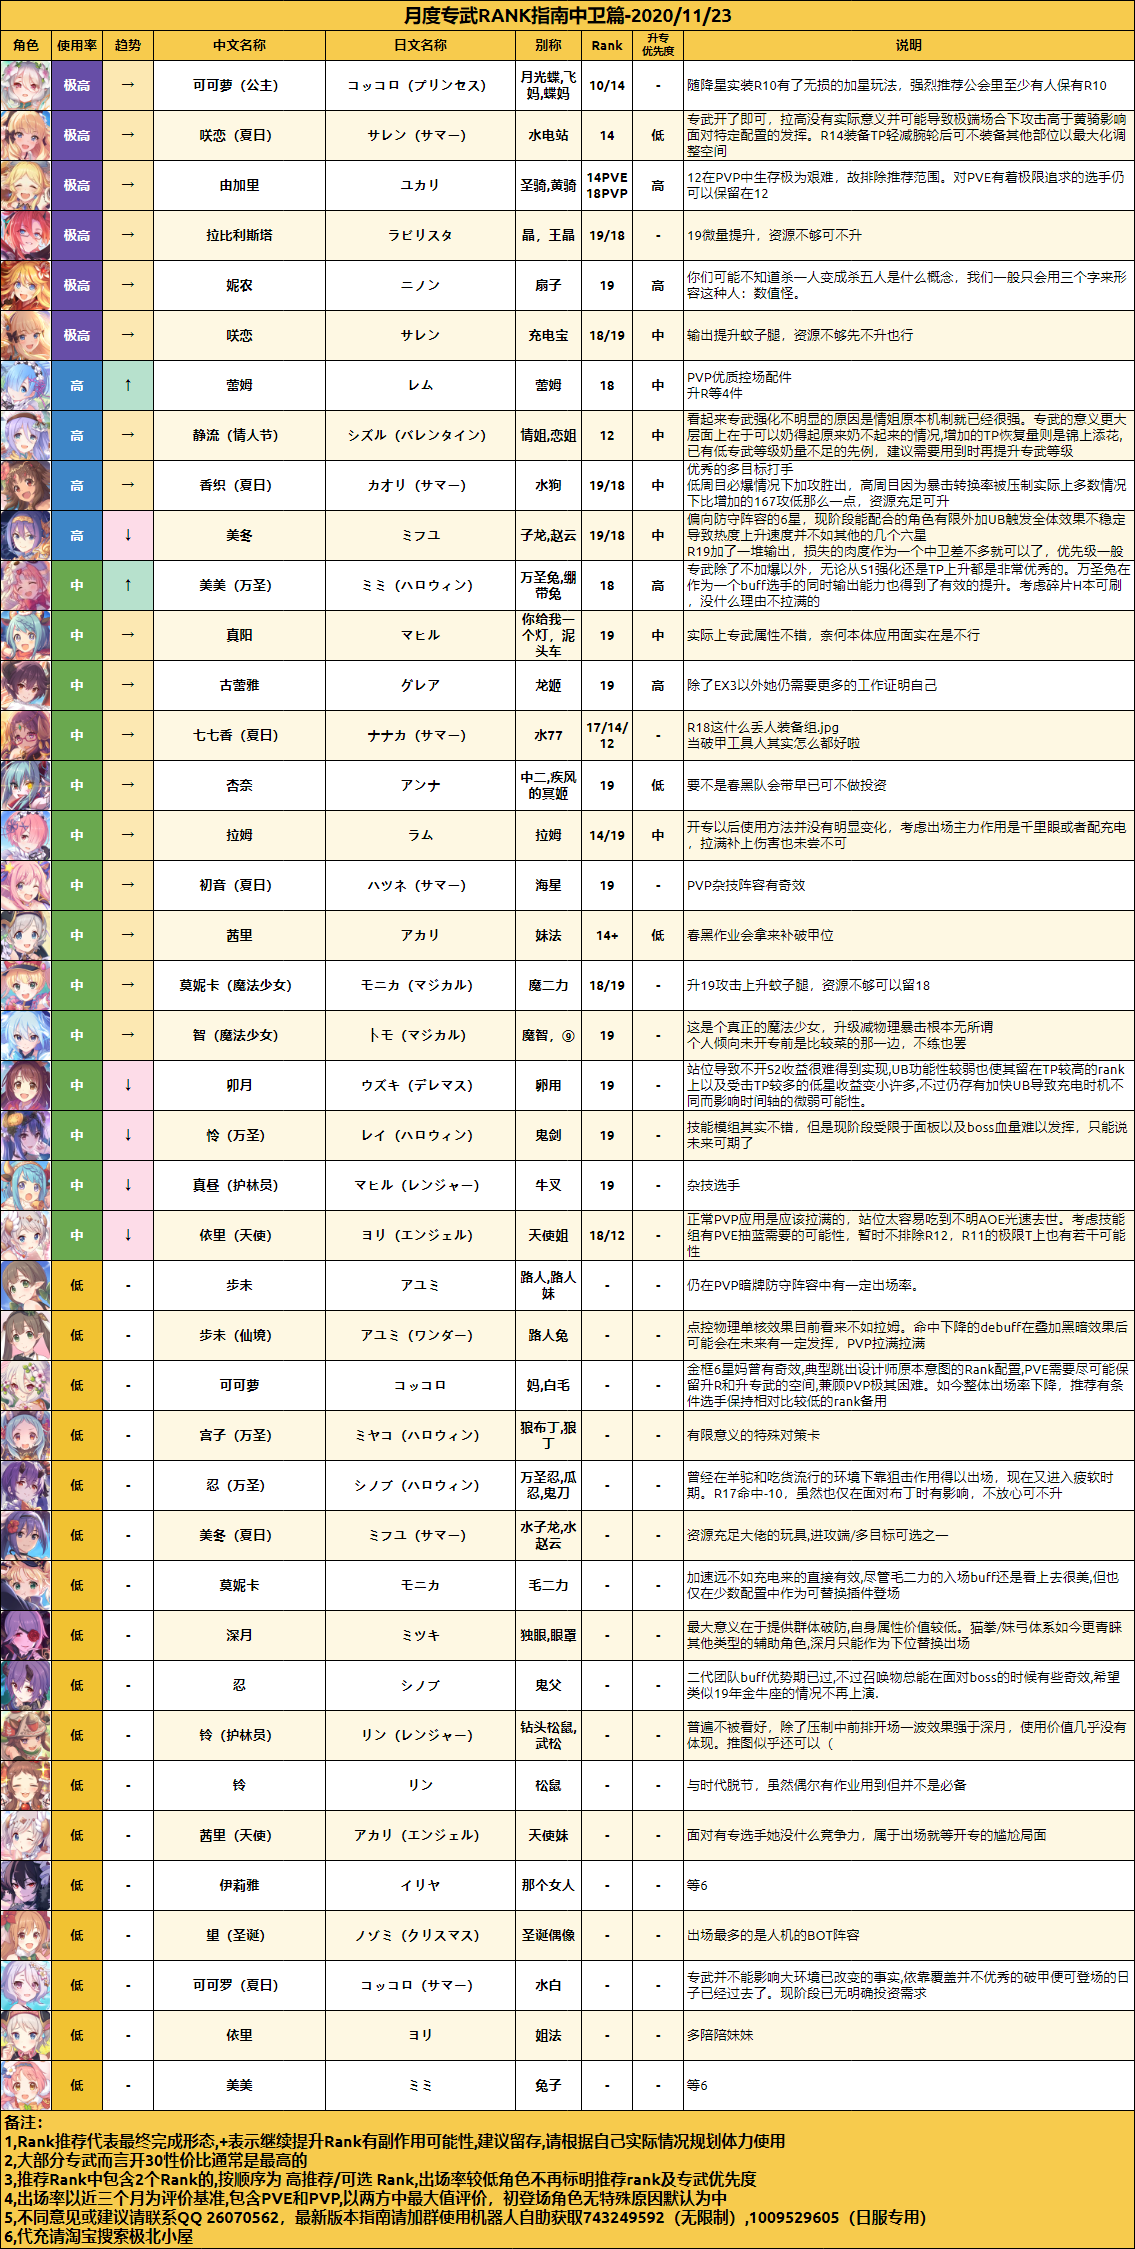 月度专武RANK指南中卫篇-2020/11/23
角色 使用率 趋势 中文名称 日文名称 别称 Rank 升专优先度 说明
极高 → 可可萝（公主） コッコロ（プリンセス） 月光蝶,飞妈,蝶妈 10/14 - 随降星实装R10有了无损的加星玩法，强烈推荐公会里至少有人保有R10
极高 → 咲恋（夏日） サレン（サマー） 水电站 14 低 专武开了即可，拉高没有实际意义并可能导致极端场合下攻击高于黄骑影响
面对特定配置的发挥。R14装备TP轻减腕轮后可不装备其他部位以最大化调
整空间
极高 → 由加里 ユカリ 圣骑,黄骑 14PVE 18PVP 高 12在PVP中生存极为艰难，故排除推荐范围。对PVE有着极限追求的选手仍
可以保留在12
极高 → 拉比利斯塔 ラビリスタ 晶，王晶 19/18 - 19微量提升，资源不够可不升
极高 → 妮农 ニノン 扇子 19 高 你们可能不知道杀一人变成杀五人是什么概念，我们一般只会用三个字来形
容这种人：数值怪。
极高 → 咲恋 サレン 充电宝 18/19 中 输出提升蚊子腿，资源不够先不升也行
高 ↑ 蕾姆 レム 蕾姆 18 中 PVP优质控场配件
升R等4件
高 → 静流（情人节） シズル（バレンタイン） 情姐,恋姐 12 中 看起来专武强化不明显的原因是情姐原本机制就已经很强。专武的意义更大
层面上在于可以奶得起原来奶不起来的情况,增加的TP恢复量则是锦上添花,
已有低专武等级奶量不足的先例，建议需要用到时再提升专武等级
高 → 香织（夏日） カオリ（サマー） 水狗 19/18 中 优秀的多目标打手
低周目必爆情况下加攻胜出，高周目因为暴击转换率被压制实际上多数情况
下比增加的167攻低那么一点，资源充足可升
高 ↓ 美冬 ミフユ 子龙,赵云 19/18 中 偏向防守阵容的6星，现阶段能配合的角色有限外加UB触发全体效果不稳定
导致热度上升速度并不如其他的几个六星
R19加了一堆输出，损失的肉度作为一个中卫差不多就可以了，优先级一般
中 ↑ 美美（万圣） ミミ（ハロウィン） 万圣兔,绷带兔 18 高 专武除了不加爆以外，无论从S1强化还是TP上升都是非常优秀的。万圣兔在
作为一个buff选手的同时输出能力也得到了有效的提升。考虑碎片H本可刷
，没什么理由不拉满的
中 → 真阳 マヒル 你给我一个灯，泥头车 19 中 实际上专武属性不错，奈何本体应用面实在是不行
中 → 古蕾雅 グレア 龙姬 19 高 除了EX3以外她仍需要更多的工作证明自己
中 → 七七香（夏日） ナナカ（サマー） 水77 17/14/12 - R18这什么丢人装备组.jpg
当破甲工具人其实怎么都好啦
中 → 杏奈 アンナ 中二,疾风的冥姬 19 低 要不是春黑队会带早已可不做投资
中 → 拉姆 ラム 拉姆 14/19 中 开专以后使用方法并没有明显变化，考虑出场主力作用是千里眼或者配充电
，拉满补上伤害也未尝不可
中 → 初音（夏日） ハツネ（サマー） 海星 19 - PVP杂技阵容有奇效
中 → 茜里 アカリ 妹法 14+ 低 春黑作业会拿来补破甲位
中 → 莫妮卡（魔法少女） モニカ（マジカル） 魔二力 18/19 - 升19攻击上升蚊子腿，资源不够可以留18
中 → 智（魔法少女） トモ（マジカル） 魔智，⑨ 19 - 这是个真正的魔法少女，升级减物理暴击根本无所谓
个人倾向未开专前是比较菜的那一边，不练也罢
中 ↓ 卯月 ウズキ（デレマス） 卵用 19 - 站位导致不开S2收益很难得到实现,UB功能性较弱也使其留在TP较高的rank
上以及受击TP较多的低星收益变小许多,不过仍存有加快UB导致充电时机不
同而影响时间轴的微弱可能性。
中 ↓ 怜（万圣） レイ（ハロウィン） 鬼剑 19 - 技能模组其实不错，但是现阶段受限于面板以及boss血量难以发挥，只能说
未来可期了
中 ↓ 真昼（护林员） マヒル（レンジャー） 牛叉 19 - 杂技选手
中 ↓ 依里（天使） ヨリ（エンジェル） 天使姐 18/12 - 正常PVP应用是应该拉满的，站位太容易吃到不明AOE光速去世。考虑技能
组有PVE抽蓝需要的可能性，暂时不排除R12，R11的极限T上也有若干可能
性
低 - 步未 アユミ 路人,路人妹 - - 仍在PVP暗牌防守阵容中有一定出场率。
低 - 步未（仙境） アユミ（ワンダー） 路人兔 - - 点控物理单核效果目前看来不如拉姆。命中下降的debuff在叠加黑暗效果后
可能会在未来有一定发挥，PVP拉满拉满
低 - 可可萝 コッコロ 妈,白毛 - - 金框6星妈曾有奇效,典型跳出设计师原本意图的Rank配置,PVE需要尽可能保
留升R和升专武的空间,兼顾PVP极其困难。如今整体出场率下降，推荐有条
件选手保持相对比较低的rank备用
低 - 宫子（万圣） ミヤコ（ハロウィン） 狼布丁,狼丁 - - 有限意义的特殊对策卡
低 - 忍（万圣） シノブ（ハロウィン） 万圣忍,瓜忍,鬼刀 - - 曾经在羊驼和吃货流行的环境下靠狙击作用得以出场，现在又进入疲软时
期。R17命中-10，虽然也仅在面对布丁时有影响，不放心可不升
低 - 美冬（夏日） ミフユ（サマー） 水子龙,水赵云 - - 资源充足大佬的玩具,进攻端/多目标可选之一
低 - 莫妮卡 モニカ 毛二力 - - 加速远不如充电来的直接有效,尽管毛二力的入场buff还是看上去很美,但也
仅在少数配置中作为可替换插件登场
低 - 深月 ミツキ 独眼,眼罩 - - 最大意义在于提供群体破防,自身属性价值较低。猫拳/妹弓体系如今更青睐
其他类型的辅助角色,深月只能作为下位替换出场
低 - 忍 シノブ 鬼父 - - 二代团队buff优势期已过,不过召唤物总能在面对boss的时候有些奇效,希望
类似19年金牛座的情况不再上演.
低 - 铃（护林员） リン（レンジャー） 钻头松鼠,武松 - - 普遍不被看好，除了压制中前排开场一波效果强于深月，使用价值几乎没有
体现。推图似乎还可以（
低 - 铃 リン 松鼠 - - 与时代脱节，虽然偶尔有作业用到但并不是必备
低 - 茜里（天使） アカリ（エンジェル） 天使妹 - - 面对有专选手她没什么竞争力，属于出场就等开专的尴尬局面
低 - 伊莉雅 イリヤ 那个女人 - - 等6
低 - 望（圣诞） ノゾミ（クリスマス） 圣诞偶像 - - 出场最多的是人机的BOT阵容
低 - 可可罗（夏日） コッコロ（サマー） 水白 - - 专武并不能影响大环境已改变的事实,依靠覆盖并不优秀的破甲便可登场的日
子已经过去了。现阶段已无明确投资需求
低 - 依里 ヨリ 姐法 - - 多陪陪妹妹
低 - 美美 ミミ 兔子 - - 等6
备注：
1,Rank推荐代表最终完成形态,+表示继续提升Rank有副作用可能性,建议留存,请根据自己实际情况规划体力使用
2,大部分专武而言开30性价比通常是最高的
3,推荐Rank中包含2个Rank的,按顺序为 高推荐/可选 Rank,出场率较低角色不再标明推荐rank及专武优先度
4,出场率以近三个月为评价基准,包含PVE和PVP,以两方中最大值评价，初登场角色无特殊原因默认为中
5,不同意见或建议请联系QQ 26070562，最新版本指南请加群使用机器人自助获取743249592（无限制）,1009529605（日服专用）
6,代充请淘宝搜索极北小屋